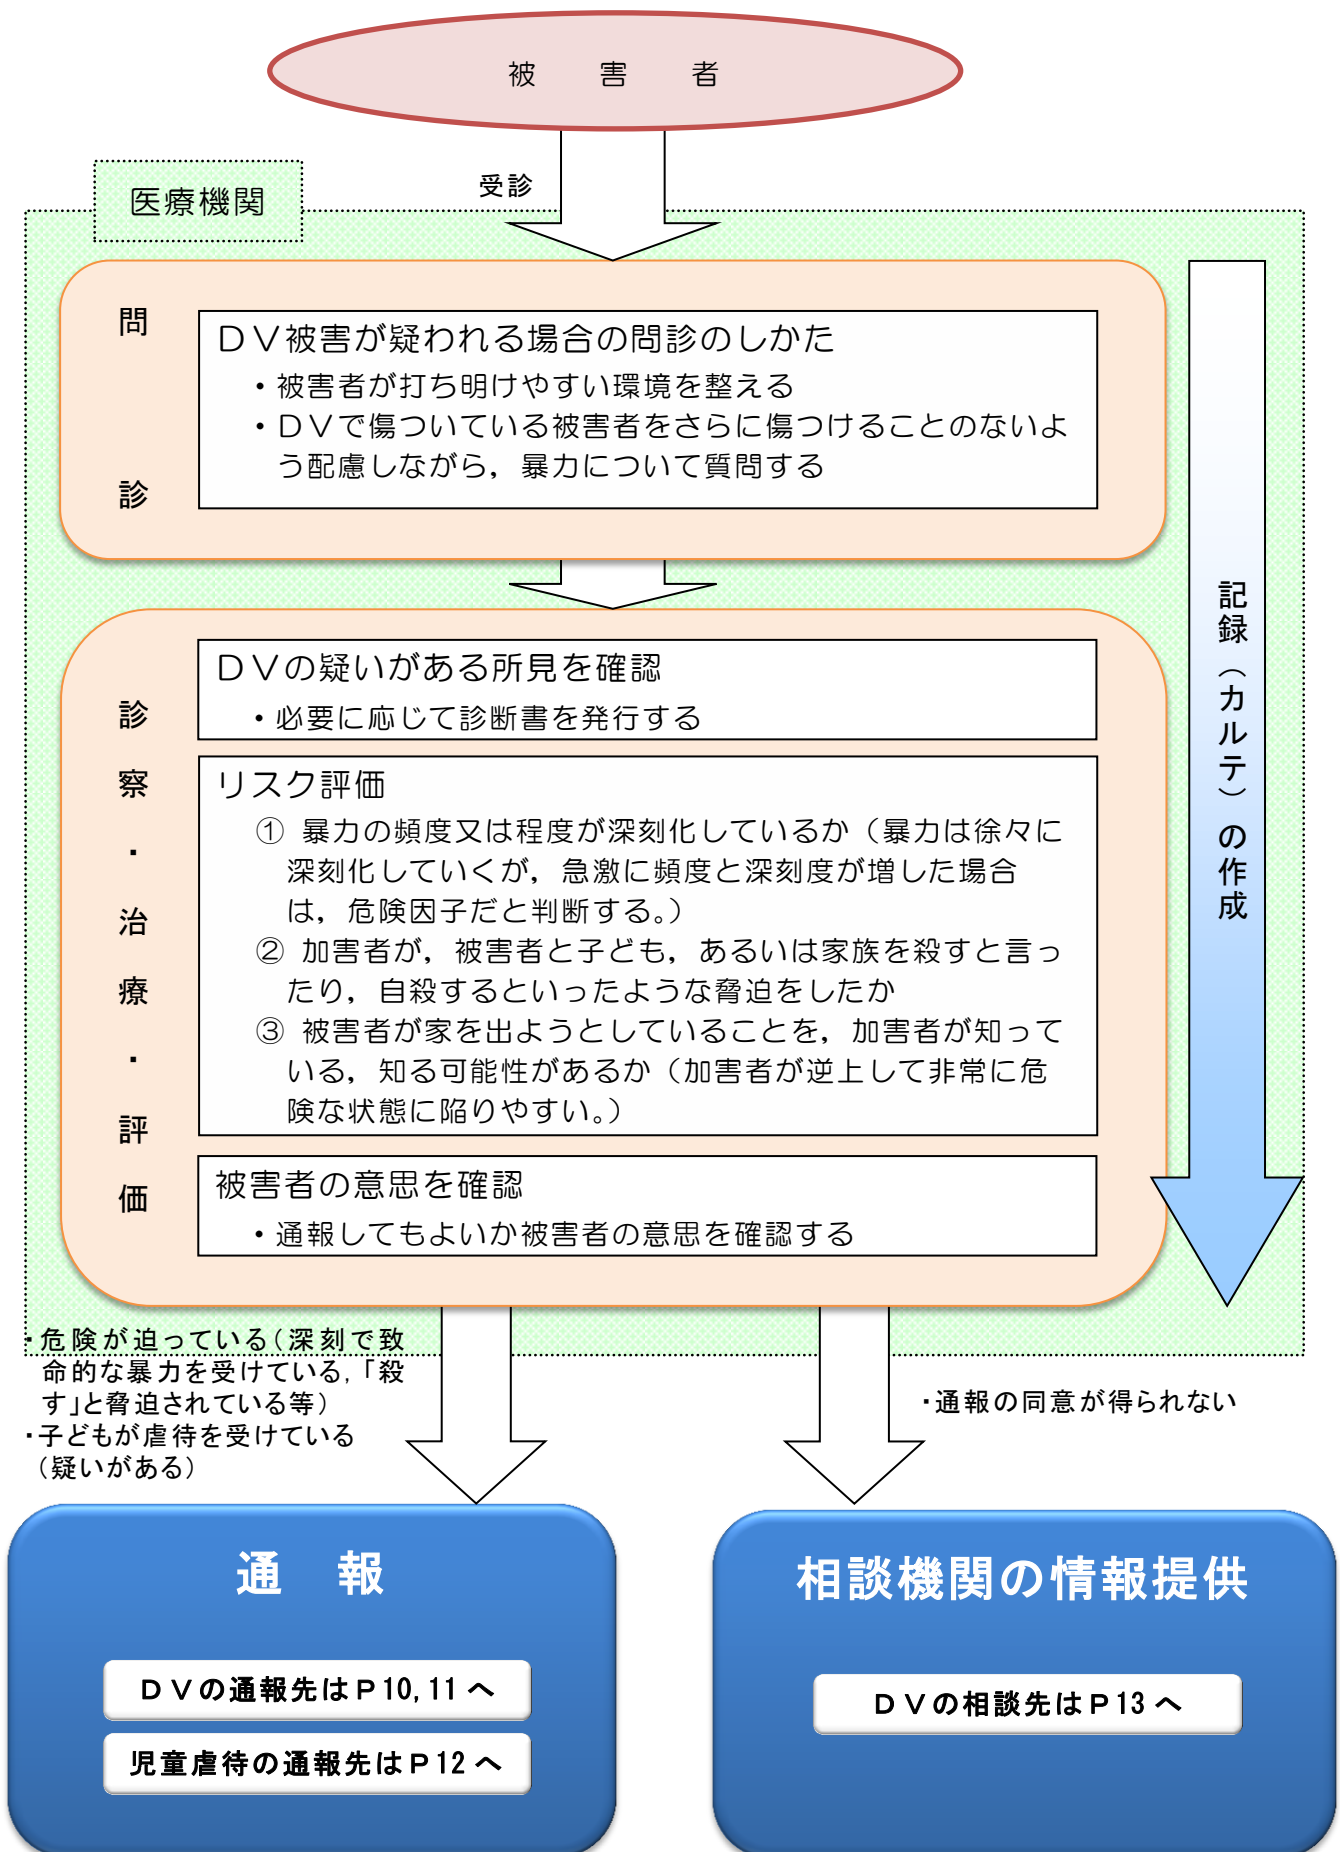 被　害　者
受診
医療機関
問診
ＤＶ被害が疑われる場合の問診のしかた
・被害者が打ち明けやすい環境を整える
・ＤＶで傷ついている被害者をさらに傷つけることのないよ
う配慮しながら，暴力について質問する
診察・治療・評価
ＤＶの疑いがある所見を確認
・必要に応じて診断書を発行する
リスク評価
① 暴力の頻度又は程度が深刻化しているか（暴力は徐々に
深刻化していくが，急激に頻度と深刻度が増した場合
は，危険因子だと判断する。）
② 加害者が，被害者と子ども，あるいは家族を殺すと言っ
たり，自殺するといったような脅迫をしたか
③ 被害者が家を出ようとしていることを，加害者が知って
いる，知る可能性があるか（加害者が逆上して非常に危
険な状態に陥りやすい。）
被害者の意思を確認
・通報してもよいか被害者の意思を確認する
記録（カルテ）の作成
・危険が迫っている（深刻で致
命的な暴力を受けている，「殺
す」と脅迫されている等）
・子どもが虐待を受けている
（疑いがある）
・通報の同意が得られない
通　報
ＤＶの通報先はＰ10,11へ
児童虐待の通報先はＰ12へ
相談機関の情報提供
ＤＶの相談先はＰ13へ